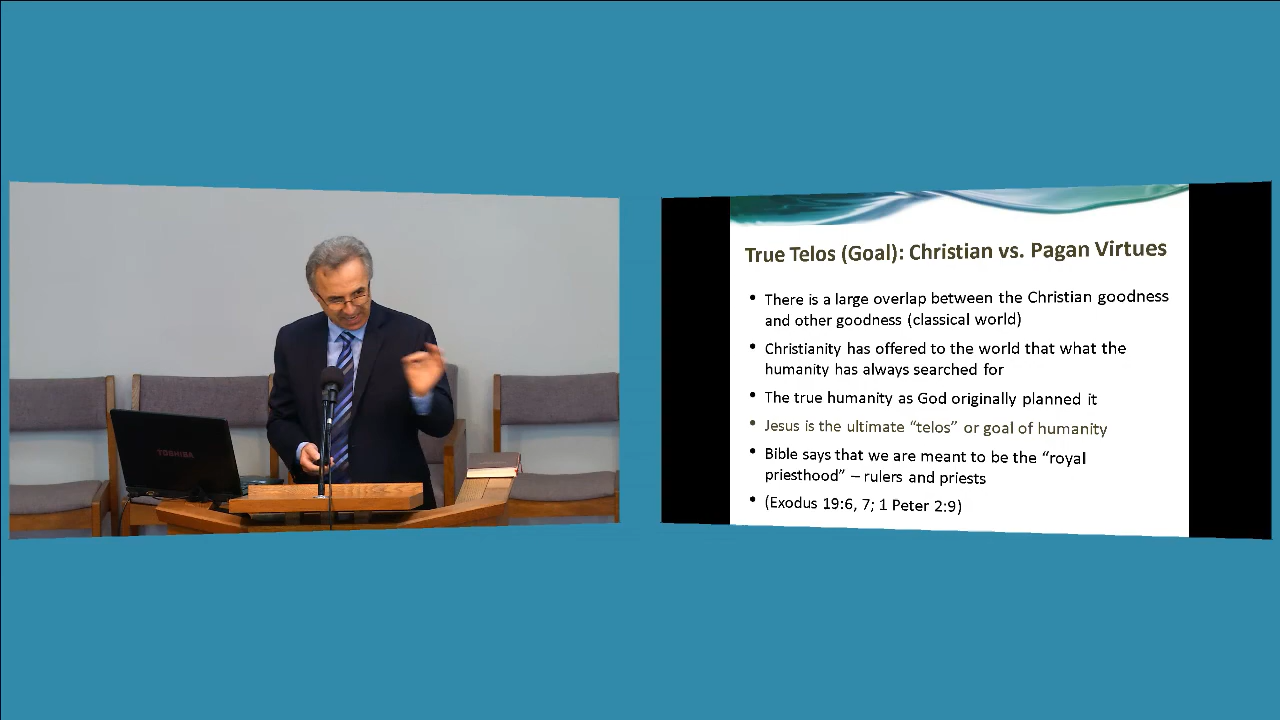 TOSHIBA
True Telos (Goal): Christian vs. Pagan Virtues
• There is a large overlap between the Christian goodness
and other goodness (classical world)
• Christianity has offered to the world that what the
humanity has always searched for
• The true humanity as God originally planned it
• Jesus is the ultimate “telos” or goal of humanity
• Bible says that we are meant to be the “royal
priesthood” – rulers and priests
• (Exodus 19:6, 7; 1 Peter 2:9)